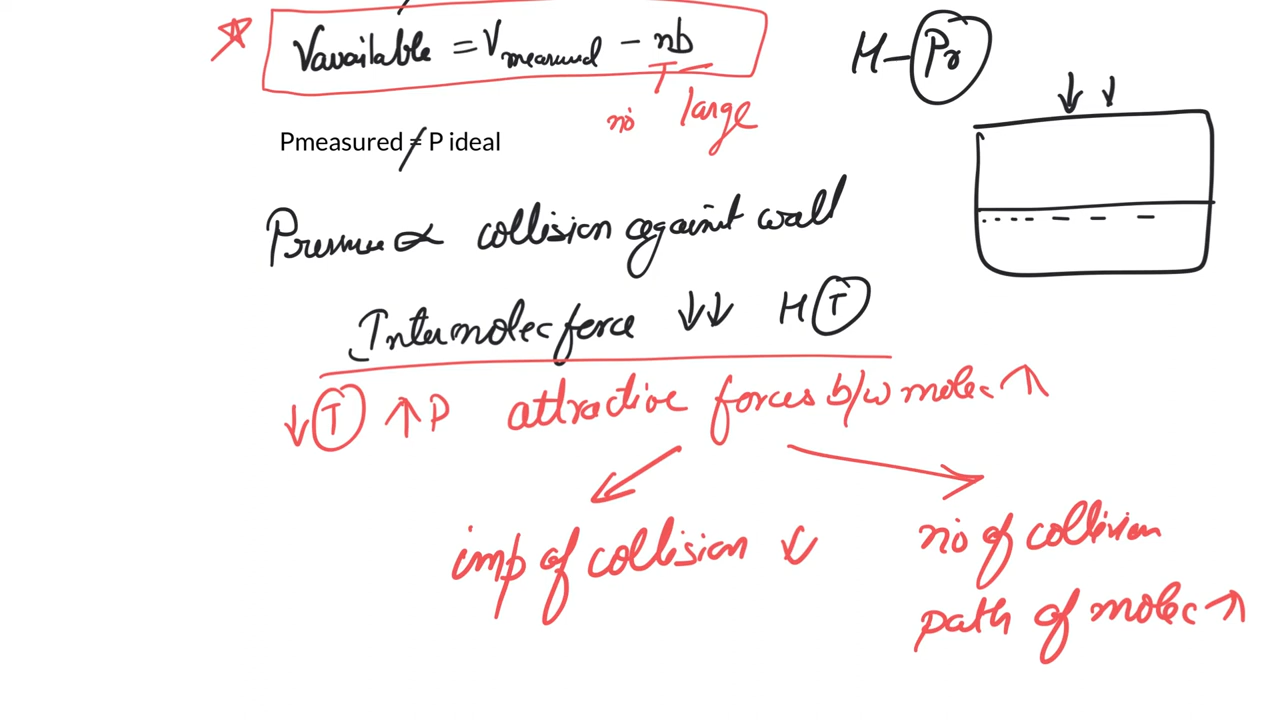 Vavailable = Vmeasured - nb
H-Pr
no large
Pmeasured ≠ P ideal
Pressure ∝ collision against wall
Intermolec force ↓↓ H T
↓ T ↑ P attractive forces b/w molec ↑
imp of collision ↓ no of collision
path of molec ↑